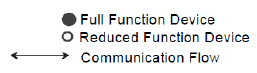 Full Function Device
Reduced Function Device
Communication Flow